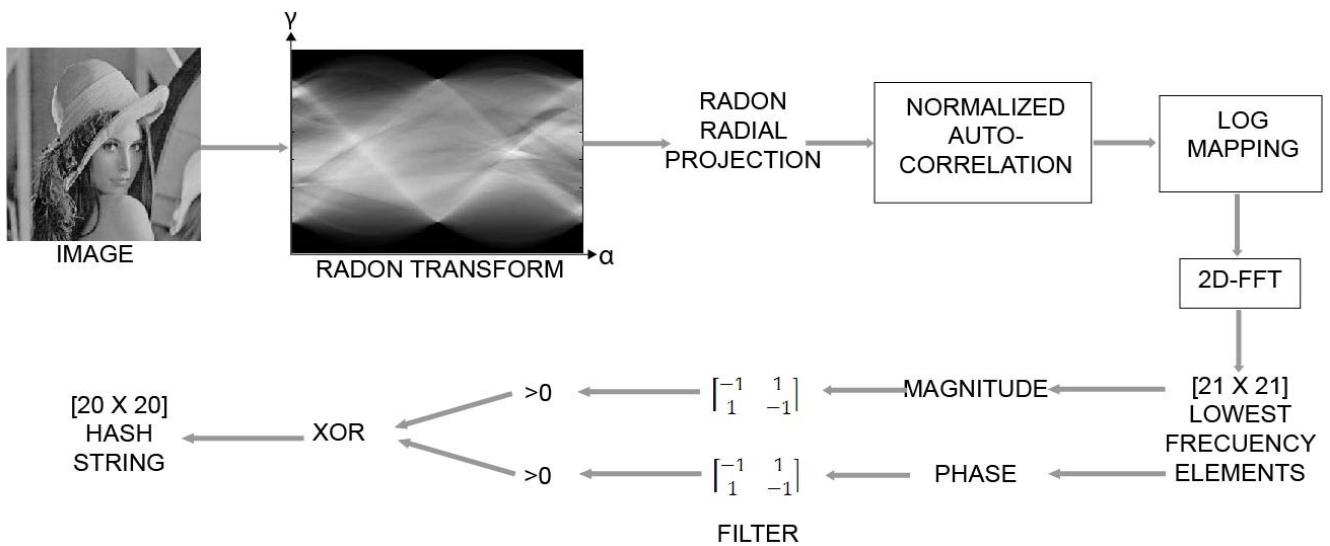 γ
α
IMAGE
RADON TRANSFORM
RADON
RADIAL
PROJECTION
NORMALIZED
AUTO-
CORRELATION
LOG
MAPPING
2D-FFT
[21 X 21]
LOWEST
FRECUENCY
ELEMENTS
MAGNITUDE
PHASE
-1 1
1 -1
-1 1
1 -1
FILTER
>0
>0
XOR
[20 X 20]
HASH
STRING